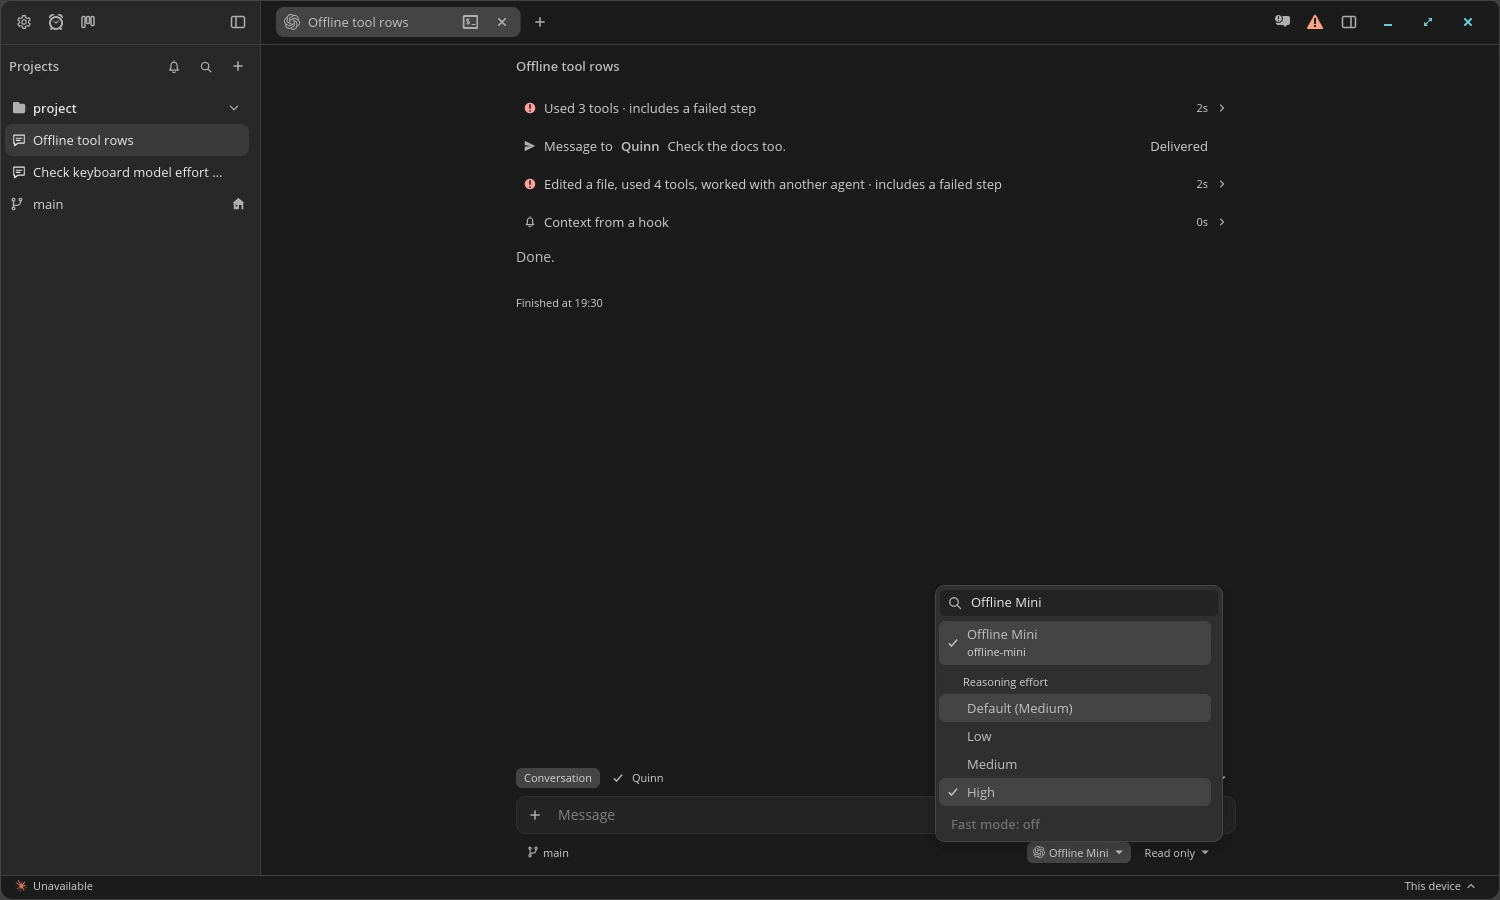 Offline tool rows
Projects
project
Offline tool rows
Check keyboard model effort ...
main
Offline tool rows
Used 3 tools · includes a failed step 2s
Message to Quinn Check the docs too. Delivered
Edited a file, used 4 tools, worked with another agent · includes a failed step 2s
Context from a hook 0s
Done.
Finished at 19:30
Offline Mini
Offline Mini
offline-mini
Reasoning effort
Default (Medium)
Low
Medium
High
Fast mode: off
Conversation Quinn
Message
main Offline Mini Read only
Unavailable This device